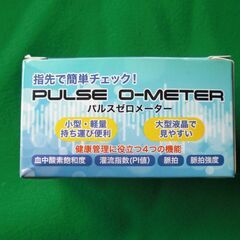 指先で簡単チェック!
PULSE 0-METER
パルスゼロメーター
小型・軽量
持ち運び便利
大型液晶で
見やすい
健康管理に役立つ4つの機能
血中酸素飽和度 灌流指数(PI値) 脈拍 脈拍強度